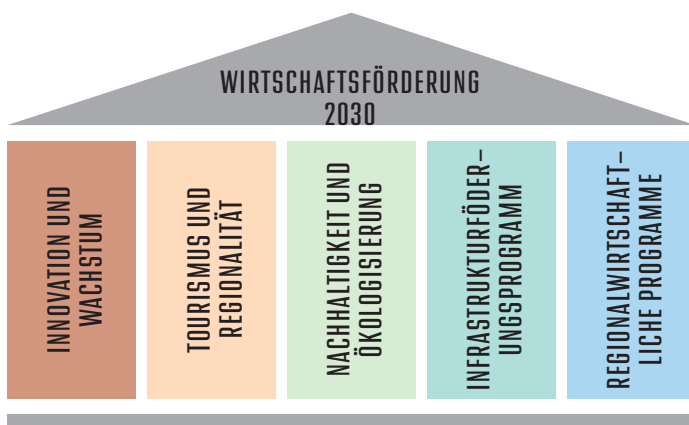 WIRTSCHAFTSFÖRDERUNG
2030
INNOVATION UND
WACHSTUM
TOURISMUS UND
REGIONALITÄT
NACHHALTIGKEIT UND
ÖKOLOGISIERUNG
INFRASTRUKTURFÖDER–
UNGSPROGRAMM
REGIONALWIRTSCHAFT–
LICHE PROGRAMME